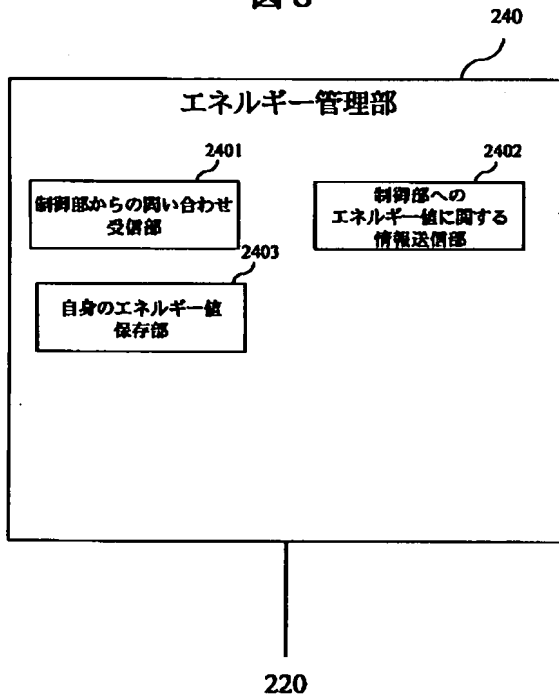 240
エネルギー管理部
2401
制御部からの問い合わせ
受信部
2402
制御部への
エネルギー値に関する
情報送信部
2403
自身のエネルギー値
保存部
220